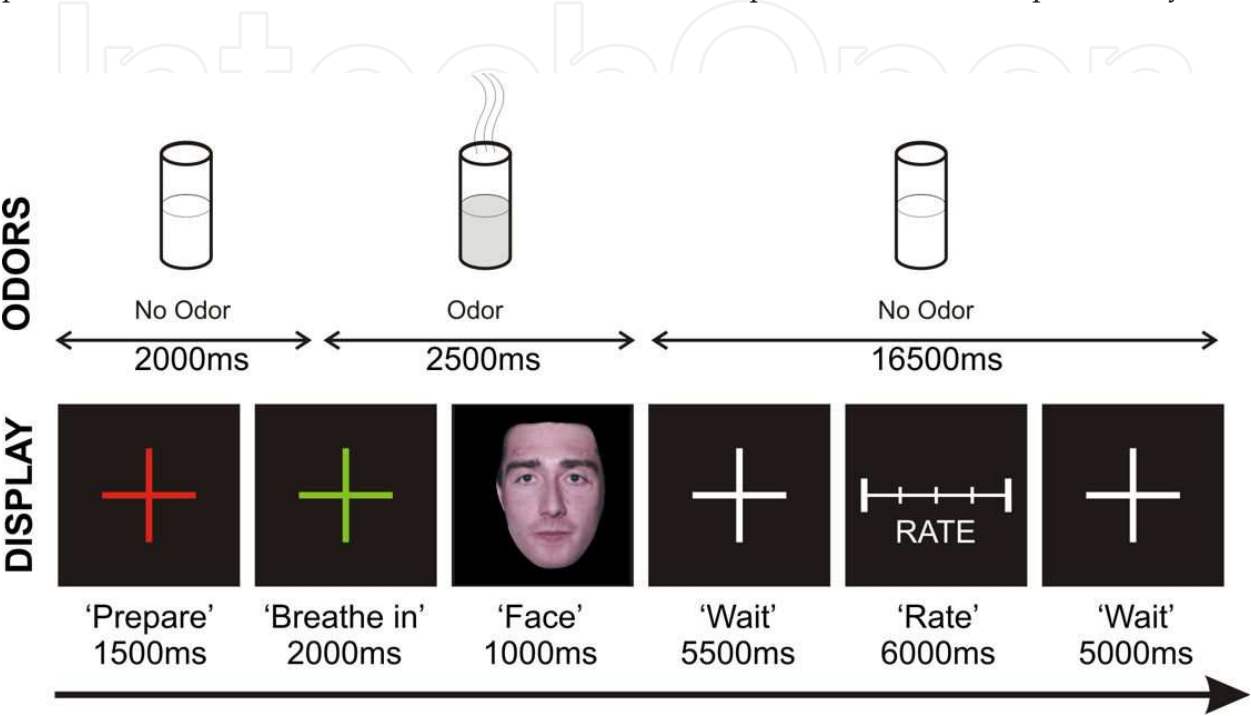 IntechOpen
ODORS
No Odor
Odor
No Odor
2000ms
2500ms
16500ms
DISPLAY
RATE
‘Prepare’
‘Breathe in’
‘Face’
‘Wait’
‘Rate’
‘Wait’
1500ms
2000ms
1000ms
5500ms
6000ms
5000ms